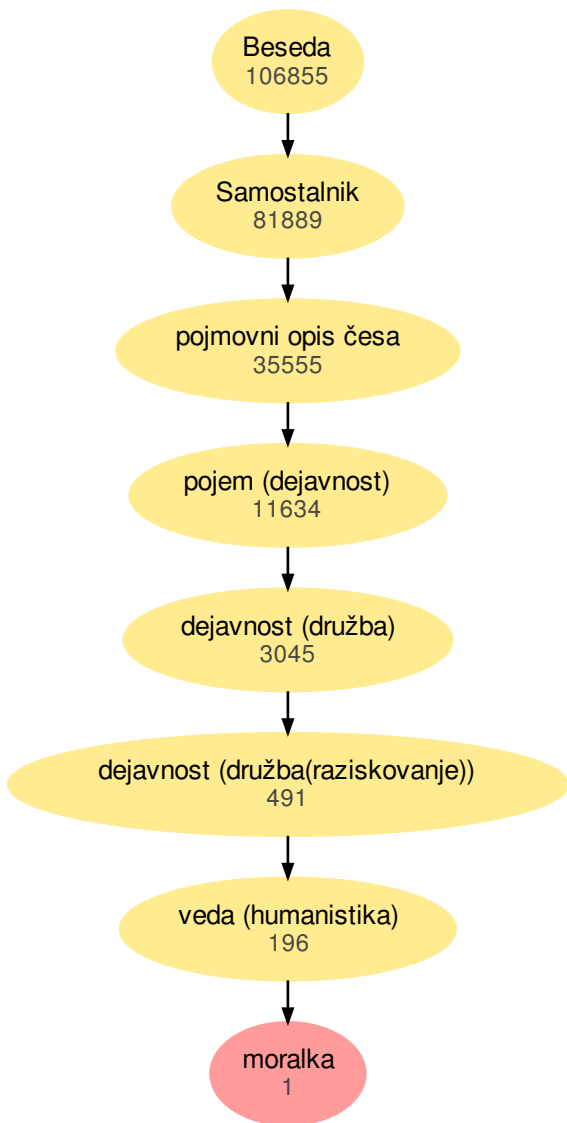 Beseda
106855
Samostalnik
81889
pojmovni opis česa
35555
pojem (dejavnost)
11634
dejavnost (družba)
3045
dejavnost (družba(raziskovanje))
491
veda (humanistika)
196
moralka
1